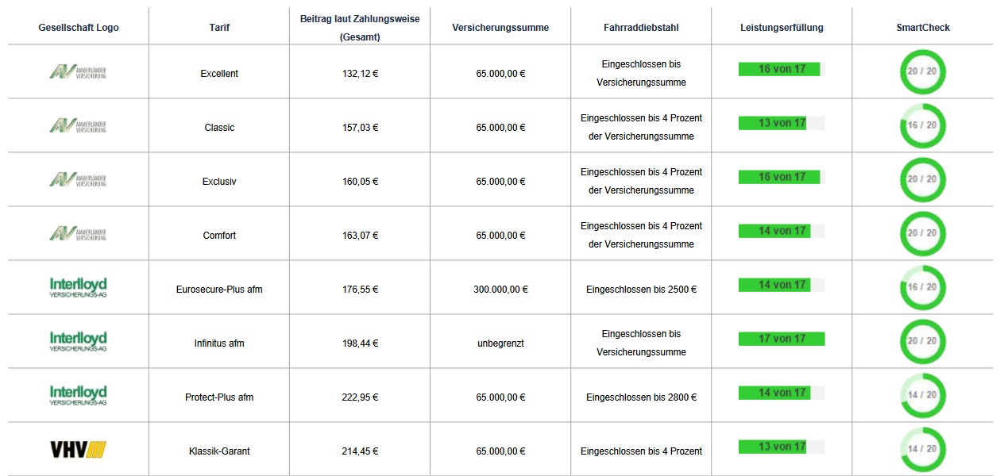 Gesellschaft Logo Tarif Beitrag laut Zahlungsweise (Gesamt) Versicherungssumme Fahrraddiebstahl Leistungserfüllung SmartCheck
AMMERLÄNDER VERSICHERUNG Excellent 132,12 € 65.000,00 € Eingeschlossen bis Versicherungssumme 16 von 17 20 / 20
AMMERLÄNDER VERSICHERUNG Classic 157,03 € 65.000,00 € Eingeschlossen bis 4 Prozent der Versicherungssumme 13 von 17 16 / 20
AMMERLÄNDER VERSICHERUNG Exclusiv 160,05 € 65.000,00 € Eingeschlossen bis 4 Prozent der Versicherungssumme 16 von 17 20 / 20
AMMERLÄNDER VERSICHERUNG Comfort 163,07 € 65.000,00 € Eingeschlossen bis 4 Prozent der Versicherungssumme 14 von 17 20 / 20
Interlloyd VERSICHERUNGS-AG Eurosecure-Plus afm 176,55 € 300.000,00 € Eingeschlossen bis 2500 € 14 von 17 16 / 20
Interlloyd VERSICHERUNGS-AG Infinitus afm 198,44 € unbegrenzt Eingeschlossen bis Versicherungssumme 17 von 17 20 / 20
Interlloyd VERSICHERUNGS-AG Protect-Plus afm 222,95 € 65.000,00 € Eingeschlossen bis 2800 € 14 von 17 14 / 20
VHV Klassik-Garant 214,45 € 65.000,00 € Eingeschlossen bis 4 Prozent 13 von 17 14 / 20